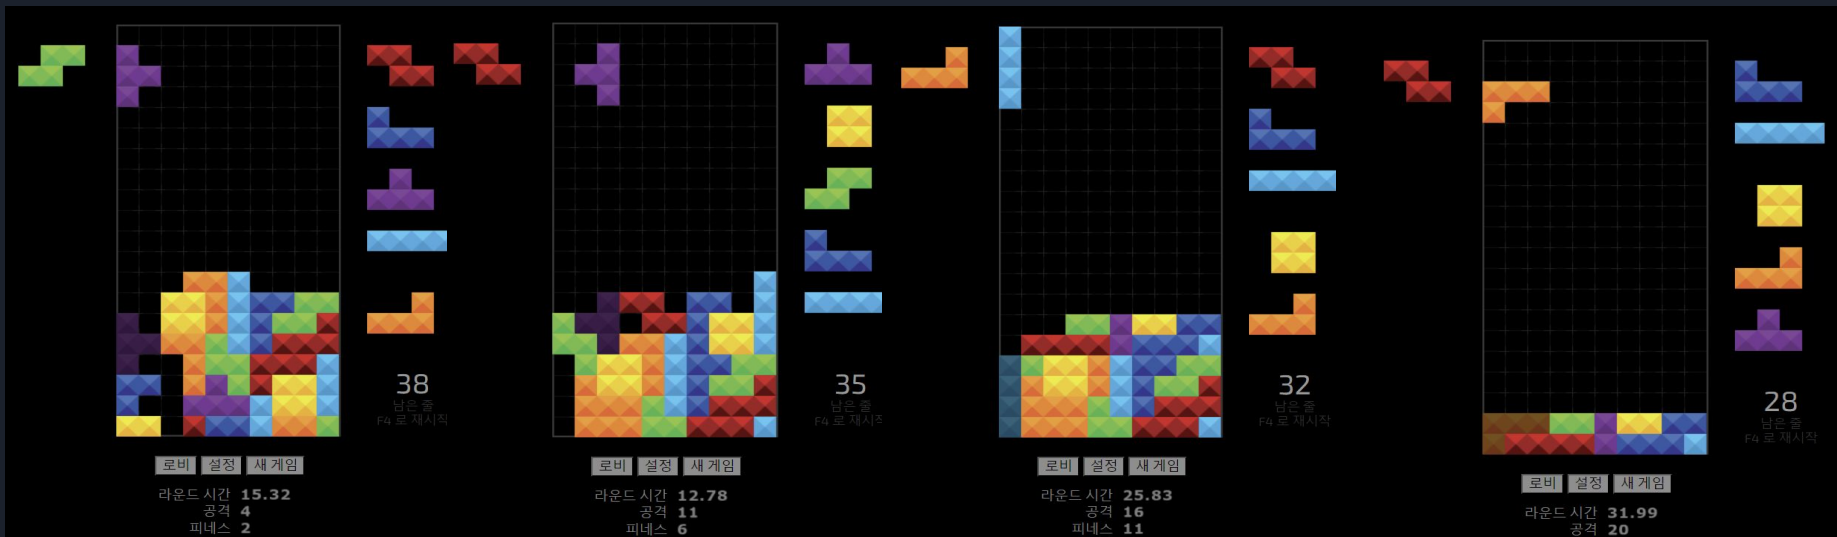 38
남은 줄
F4 로 재시작
로비 설정 새 게임
라운드 시간 15.32
공격 4
피네스 2
35
남은 줄
F4 로 재시작
로비 설정 새 게임
라운드 시간 12.78
공격 11
피네스 6
32
남은 줄
F4 로 재시작
로비 설정 새 게임
라운드 시간 25.83
공격 16
피네스 11
28
남은 줄
F4 로 재시작
로비 설정 새 게임
라운드 시간 31.99
공격 20